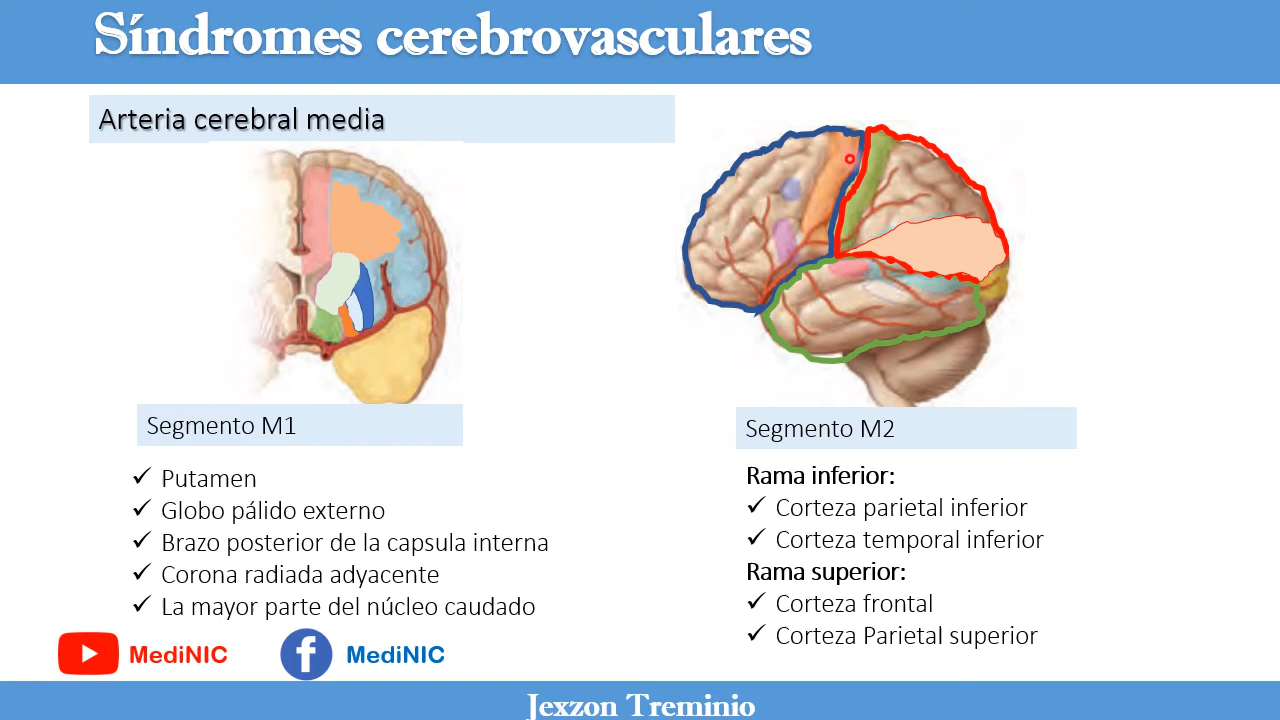 Síndromes cerebrovasculares
Arteria cerebral media
Segmento M1
✓ Putamen
✓ Globo pálido externo
✓ Brazo posterior de la capsula interna
✓ Corona radiada adyacente
✓ La mayor parte del núcleo caudado
Segmento M2
Rama inferior:
✓ Corteza parietal inferior
✓ Corteza temporal inferior
Rama superior:
✓ Corteza frontal
✓ Corteza Parietal superior
MediNIC
MediNIC
Jexzon Treminio